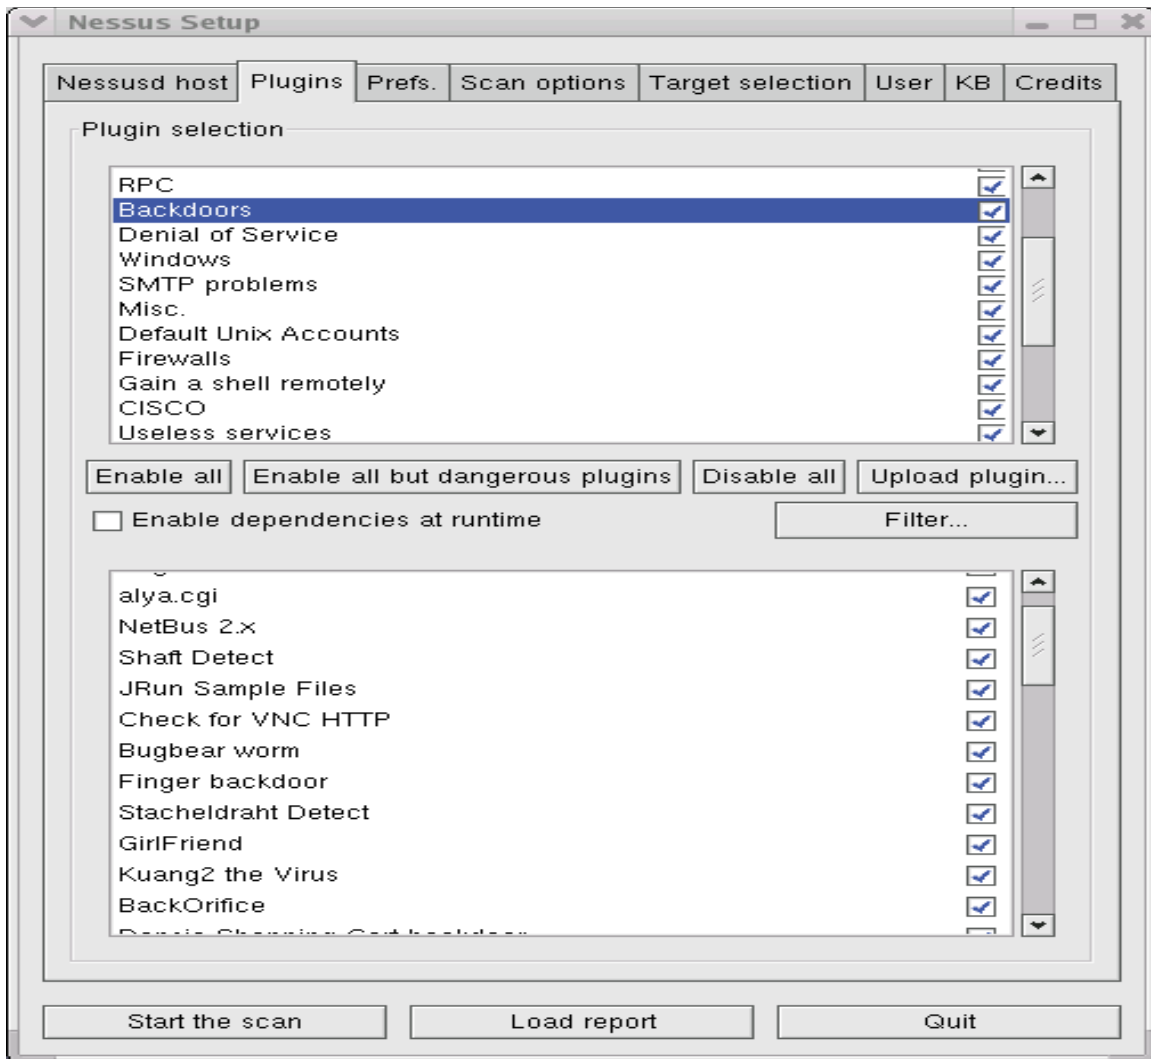 Nessus Setup
Nessusd host Plugins Prefs. Scan options Target selection User KB Credits
Plugin selection
RPC
Backdoors
Denial of Service
Windows
SMTP problems
Misc.
Default Unix Accounts
Firewalls
Gain a shell remotely
CISCO
Useless services
Enable all Enable all but dangerous plugins Disable all Upload plugin...
Enable dependencies at runtime Filter...
alya.cgi
NetBus 2.x
Shaft Detect
JRun Sample Files
Check for VNC HTTP
Bugbear worm
Finger backdoor
Stacheldraht Detect
GirlFriend
Kuang2 the Virus
BackOrifice
Shopping Cart backdoor
Start the scan Load report Quit